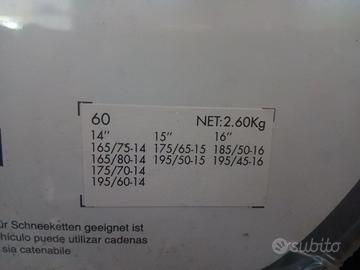 60 NET:2.60Kg
14" 15" 16"
165/75-14 175/65-15 185/50-16
165/80-14 195/50-15 195/45-16
175/70-14
195/60-14
für Schneeketten geeignet ist
vehículo puede utilizar cadenas
sia catenabile
subito